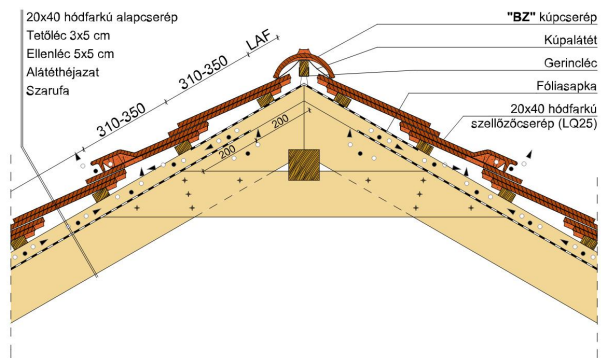 20x40 hódfarkú alapcserép
Tetőléc 3x5 cm
Ellenléc 5x5 cm
Alátéthéjazat
Szarufa
310-350
310-350
LAF
"BZ" kúpcserép
Kúpalátét
Gerincléc
Fóliasapka
20x40 hódfarkú
szellőzőcserép (LQ25)
200
200